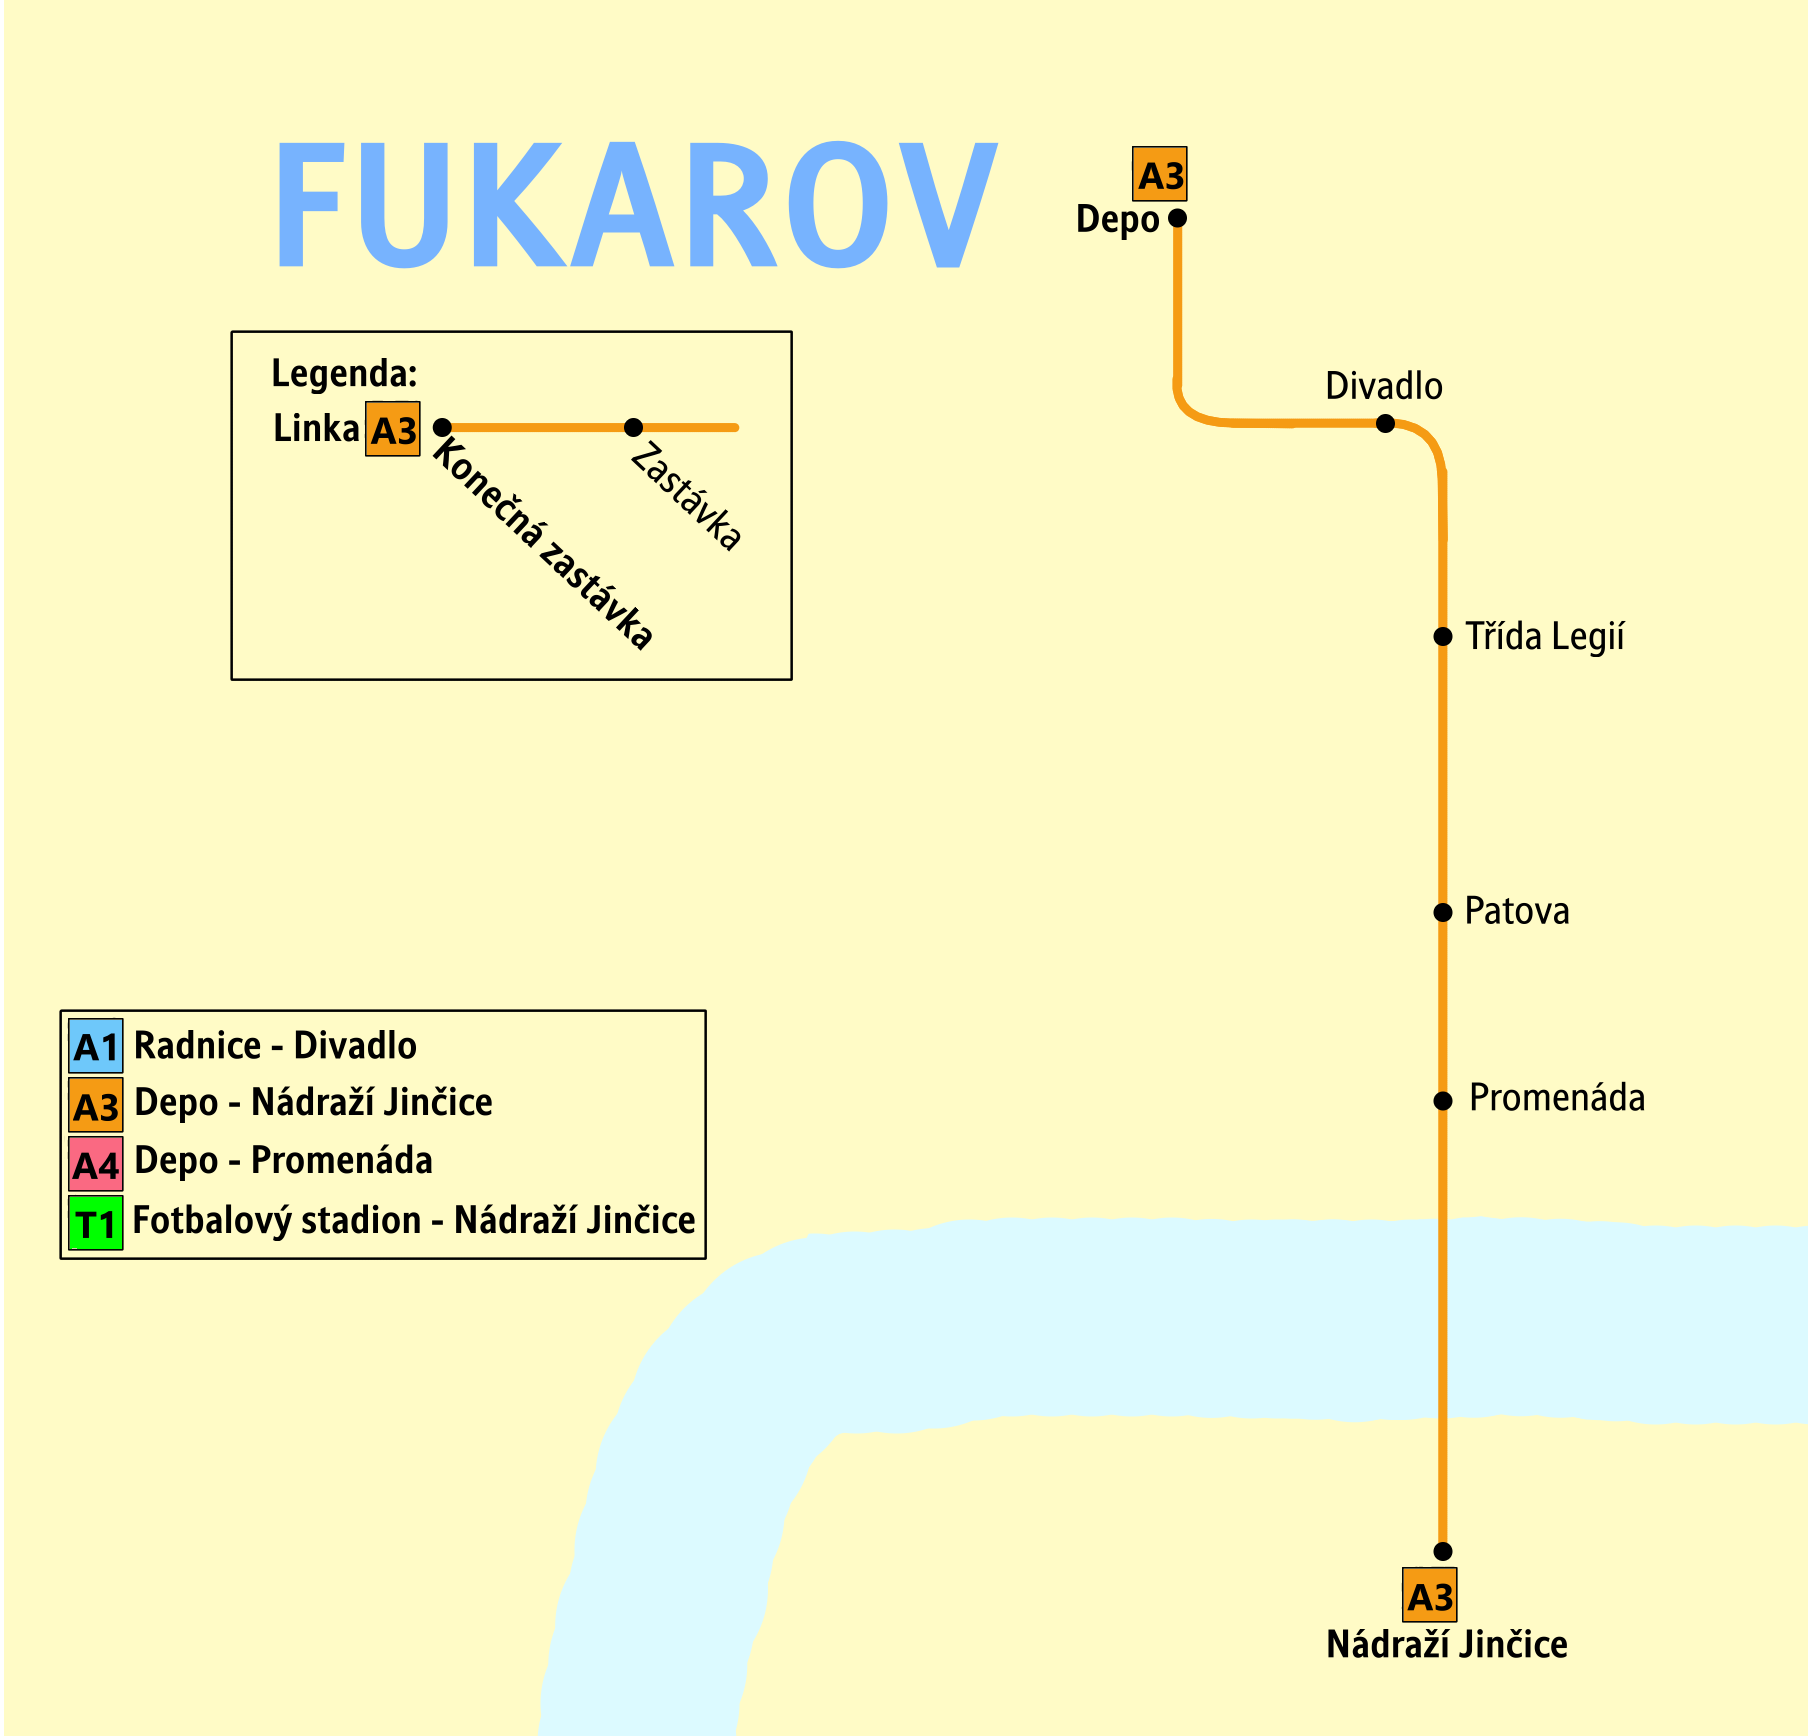 FUKAROV
A3
Depo
Legenda:
Linka A3
Konečná zastávka
Zastávka
Divadlo
Třída Legií
Patova
Promenáda
A1 Radnice - Divadlo
A3 Depo - Nádraží Jinčice
A4 Depo - Promenáda
T1 Fotbalový stadion - Nádraží Jinčice
A3
Nádraží Jinčice